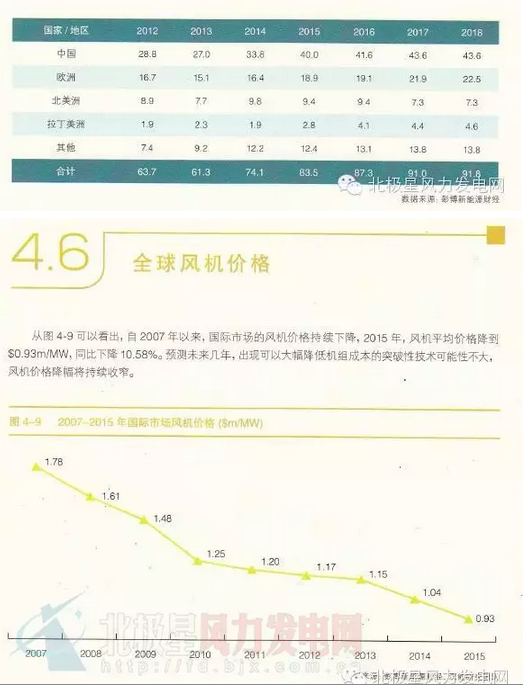 国家/地区 2012 2013 2014 2015 2016 2017 2018
中国 28.8 27.0 33.8 40.0 41.6 43.6 43.6
欧洲 16.7 15.1 16.4 18.9 19.1 21.9 22.5
北美洲 8.9 7.7 9.8 9.4 9.4 7.3 7.3
拉丁美洲 1.9 2.3 1.9 2.8 4.1 4.4 4.6
其他 7.4 9.2 12.2 12.4 13.1 13.8 13.8
合计 63.7 61.3 74.1 83.5 87.3 91.0 91.8
北极星风力发电网
数据来源: 彭博新能源财经
4.6 全球风机价格
从图 4-9 可以看出，自 2007 年以来，国际市场的风机价格持续下降，2015 年，风机平均价格降到
$0.93m/MW，同比下降 10.58%。预测未来几年，出现可以大幅降低机组成本的突破性技术可能性不大，
风机价格降幅将持续收窄。
图 4-9 2007-2015 年国际市场风机价格 ($m/MW)
1.78
1.61
1.48
1.25
1.20
1.17
1.15
1.04
0.93
北极星风力发电网
2007 2008 2009 2010 2011 2012 2013 2014 2015
http://fd.bjx.com.cn
北极星风力发电网